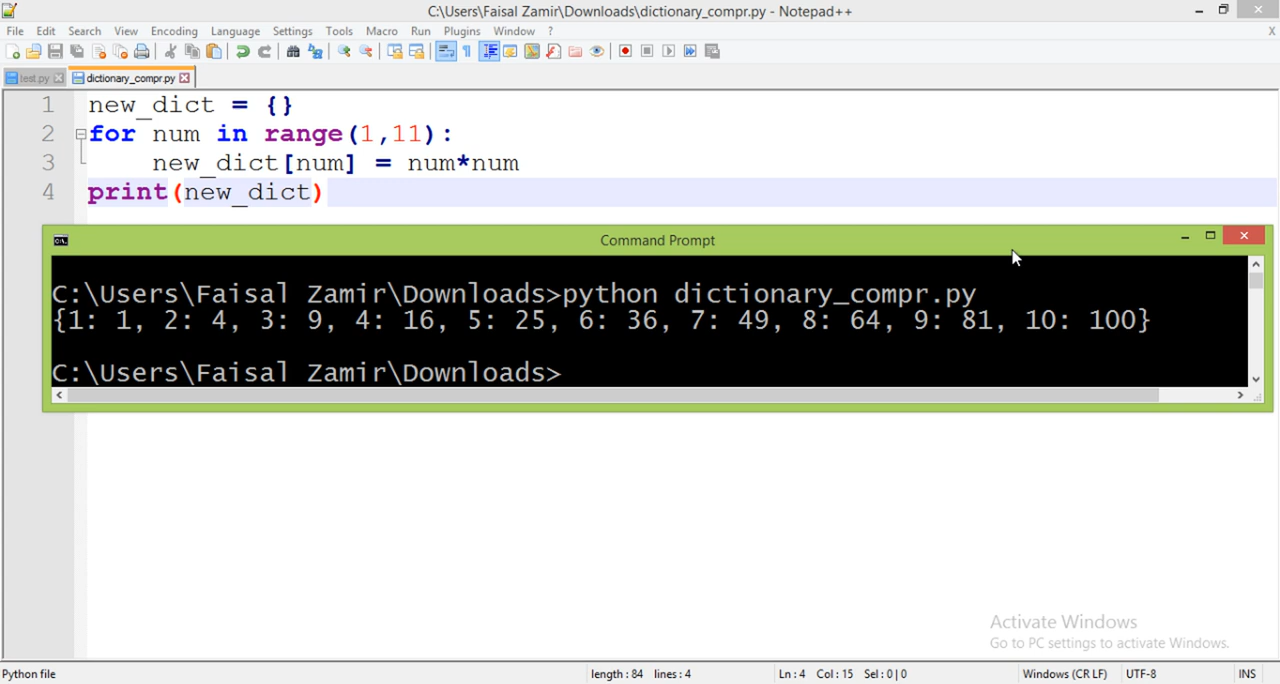 C:\Users\Faisal Zamir\Downloads\dictionary_compr.py - Notepad++
File Edit Search View Encoding Language Settings Tools Macro Run Plugins Window ? X
test.py dictionary_compr.py
1 new_dict = {}
2 for num in range(1,11):
3 new_dict[num] = num*num
4 print(new_dict)
Command Prompt
C:\Users\Faisal Zamir\Downloads>python dictionary_compr.py
{1: 1, 2: 4, 3: 9, 4: 16, 5: 25, 6: 36, 7: 49, 8: 64, 9: 81, 10: 100}
C:\Users\Faisal Zamir\Downloads>
Activate Windows
Go to PC settings to activate Windows.
Python file length : 84 lines : 4 Ln : 4 Col : 15 Sel : 0 | 0 Windows (CR LF) UTF-8 INS